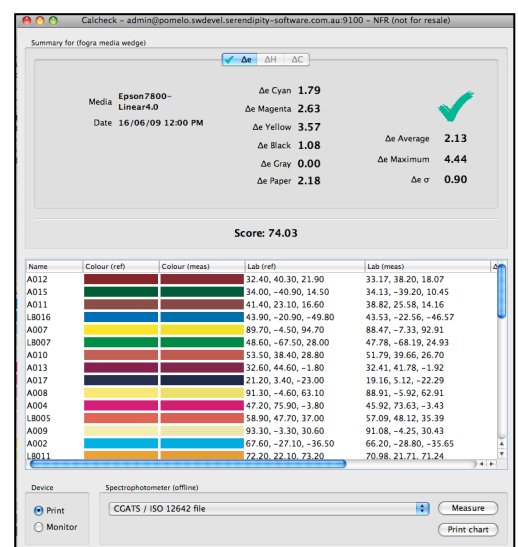 Calcheck - admin@pomelo.swdevel.serendipity-software.com.au:9100 - NFR (not for resale)
Summary for (fogra media wedge)
Δe ΔH ΔC
Media Epson7800-Linear4.0
Date 16/06/09 12:00 PM
Δe Cyan 1.79
Δe Magenta 2.63
Δe Yellow 3.57
Δe Black 1.08
Δe Gray 0.00
Δe Paper 2.18
Δe Average 2.13
Δe Maximum 4.44
Δe σ 0.90
Score: 74.03
Name Colour (ref) Colour (meas) Lab (ref) Lab (meas)
A012 32.40, 40.30, 21.90 33.17, 38.20, 18.07
A015 34.00, -40.90, 14.50 34.13, -39.20, 10.45
A011 41.40, 23.10, 16.60 38.82, 25.58, 14.16
LB016 43.90, -20.90, -49.80 43.53, -22.56, -46.57
A007 89.70, -4.50, 94.70 88.47, -7.33, 92.91
LB007 48.60, -67.50, 28.00 47.78, -68.19, 24.93
A010 53.50, 38.40, 28.80 51.79, 39.66, 26.70
A013 32.60, 44.60, -1.80 32.41, 41.78, -1.92
A017 21.20, 3.40, -23.00 19.16, 5.12, -22.29
A008 91.30, -4.60, 63.10 88.91, -5.92, 62.91
A004 47.20, 75.90, -3.80 45.92, 73.63, -3.43
LB005 58.90, 47.70, 37.00 57.09, 48.12, 35.39
A009 93.30, -3.30, 30.60 91.08, -4.25, 30.43
A002 67.60, -27.10, -36.50 66.20, -28.80, -35.65
LB011 72.20, 22.10, 73.20 70.98, 21.71, 71.24
Device
Print
Monitor
Spectrophotometer (offline)
CGATS / ISO 12642 file
Measure
Print chart